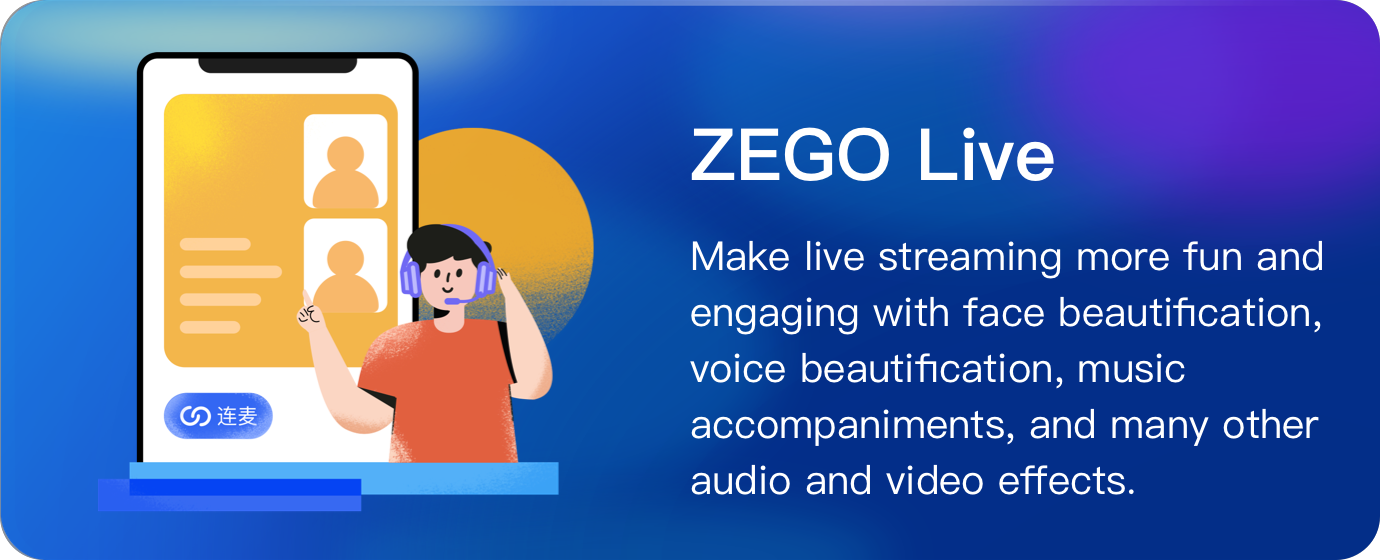 ZEGO Live
Make live streaming more fun and
engaging with face beautification,
voice beautification, music
accompaniments, and many other
audio and video effects.
连麦